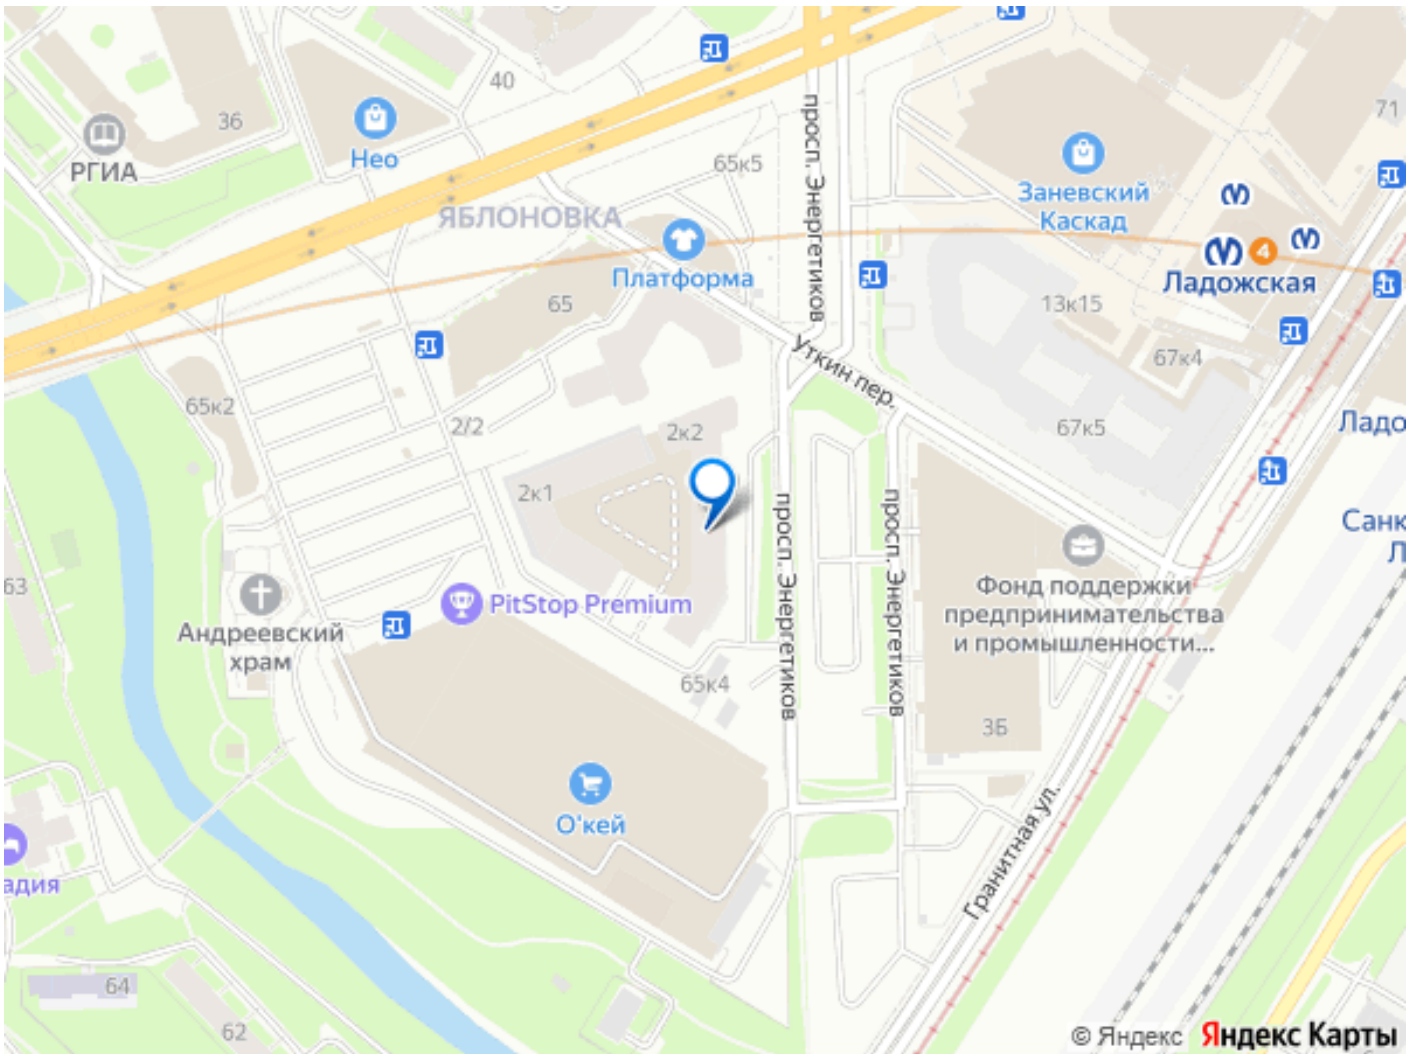 40
36
71
РГИА
Нео
65к5
просп. Энергетиков
Заневский
Каскад
ЯБЛОНОВКА
Платформа
4
Ладожская
65
13к15
67к4
Уткин пер.
65к2
2/2
2к2
67к5
Ладо
2к1
просп. Энергетиков
просп. Энергетиков
Санк
Л
63
Фонд поддержки
предпринимательства
и промышленности...
PitStop Premium
Андреевский
храм
65к4
3Б
О'кей
Гранитная ул.
адия
64
62
© Яндекс Яндекс Карты